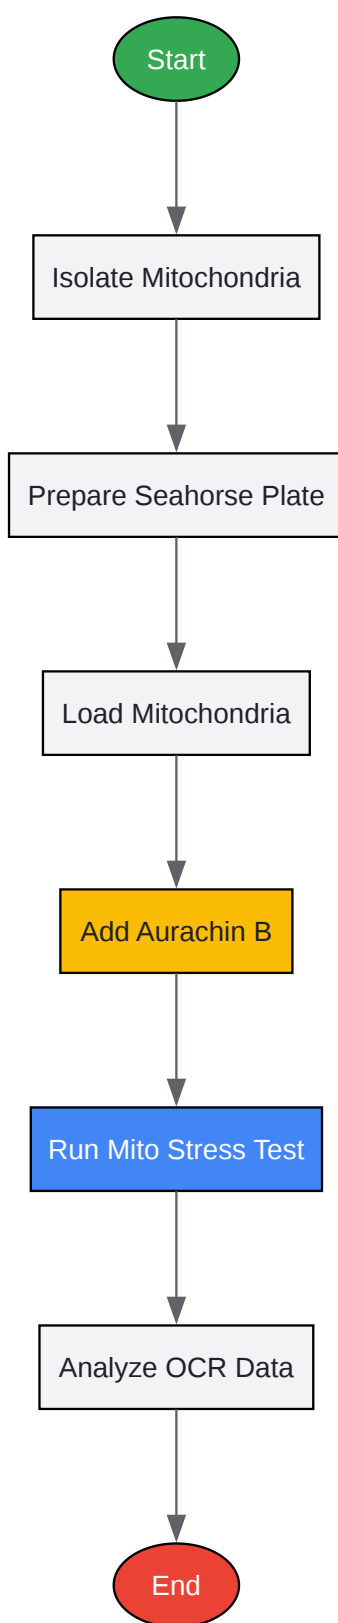 Start
Isolate Mitochondria
Prepare Seahorse Plate
Load Mitochondria
Add Aurachin B
Run Mito Stress Test
Analyze OCR Data
End